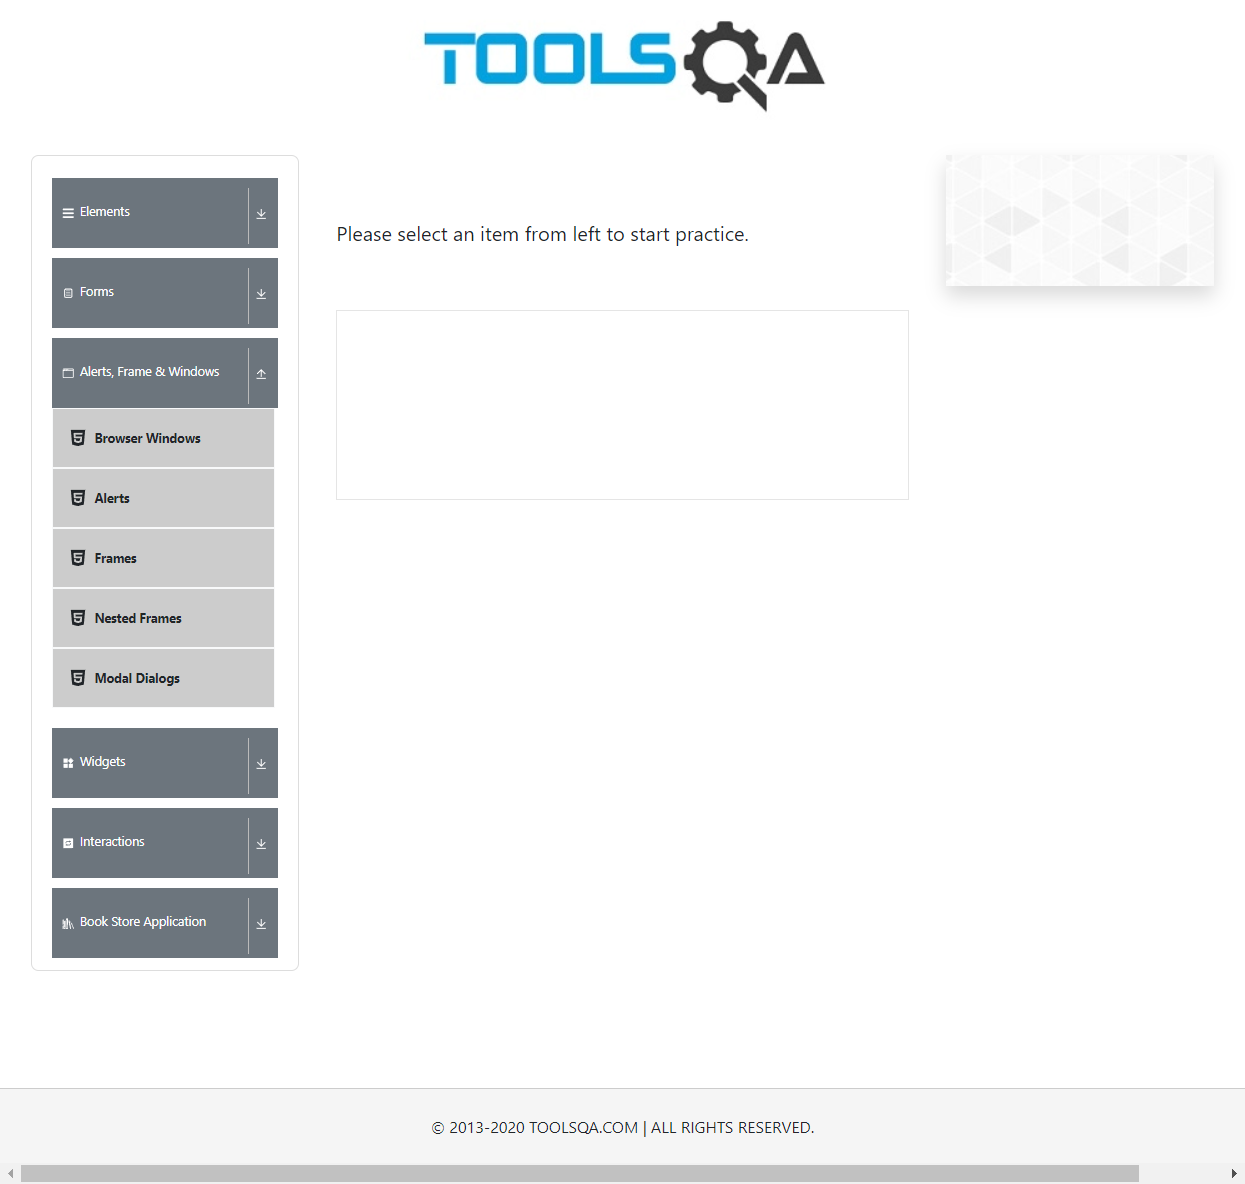 TOOLSQA
Elements
Forms
Alerts, Frame & Windows
Browser Windows
Alerts
Frames
Nested Frames
Modal Dialogs
Widgets
Interactions
Book Store Application
Please select an item from left to start practice.
© 2013-2020 TOOLSQA.COM | ALL RIGHTS RESERVED.